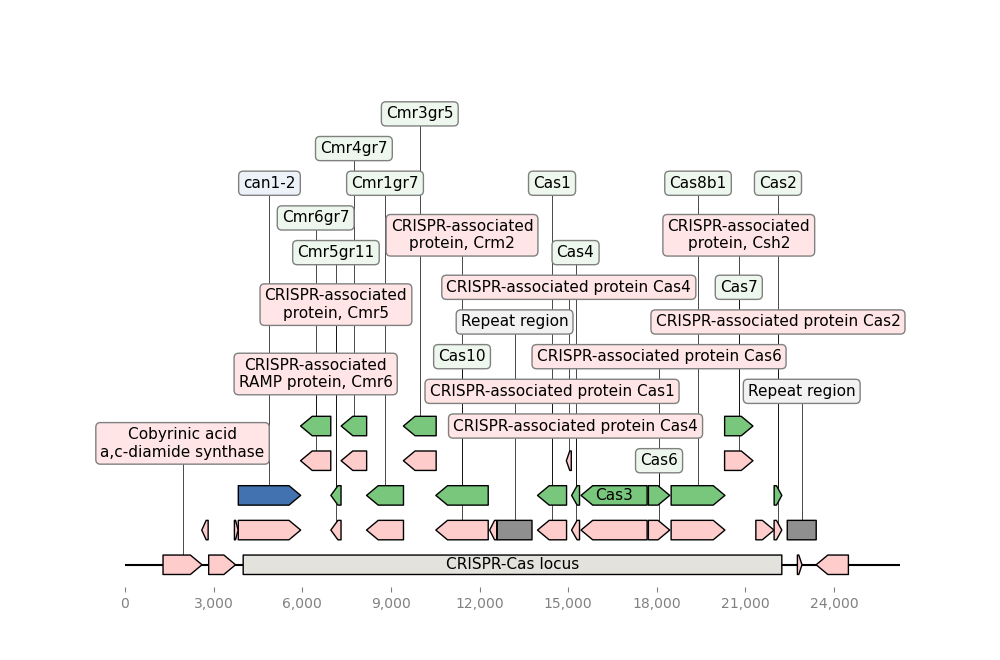 Cmr3gr5
Cmr4gr7
can1-2
Cmr1gr7
Cas1
Cas8b1
Cas2
Cmr6gr7
CRISPR-associated
protein, Crm2
CRISPR-associated
protein, Csh2
Cmr5gr11
Cas4
CRISPR-associated protein Cas4
Cas7
CRISPR-associated
protein, Cmr5
Repeat region
CRISPR-associated protein Cas2
Cas10
CRISPR-associated protein Cas6
CRISPR-associated
RAMP protein, Cmr6
CRISPR-associated protein Cas1
Repeat region
CRISPR-associated protein Cas4
Cobyrinic acid
a,c-diamide synthase
Cas6
Cas3
CRISPR-Cas locus
0 3,000 6,000 9,000 12,000 15,000 18,000 21,000 24,000